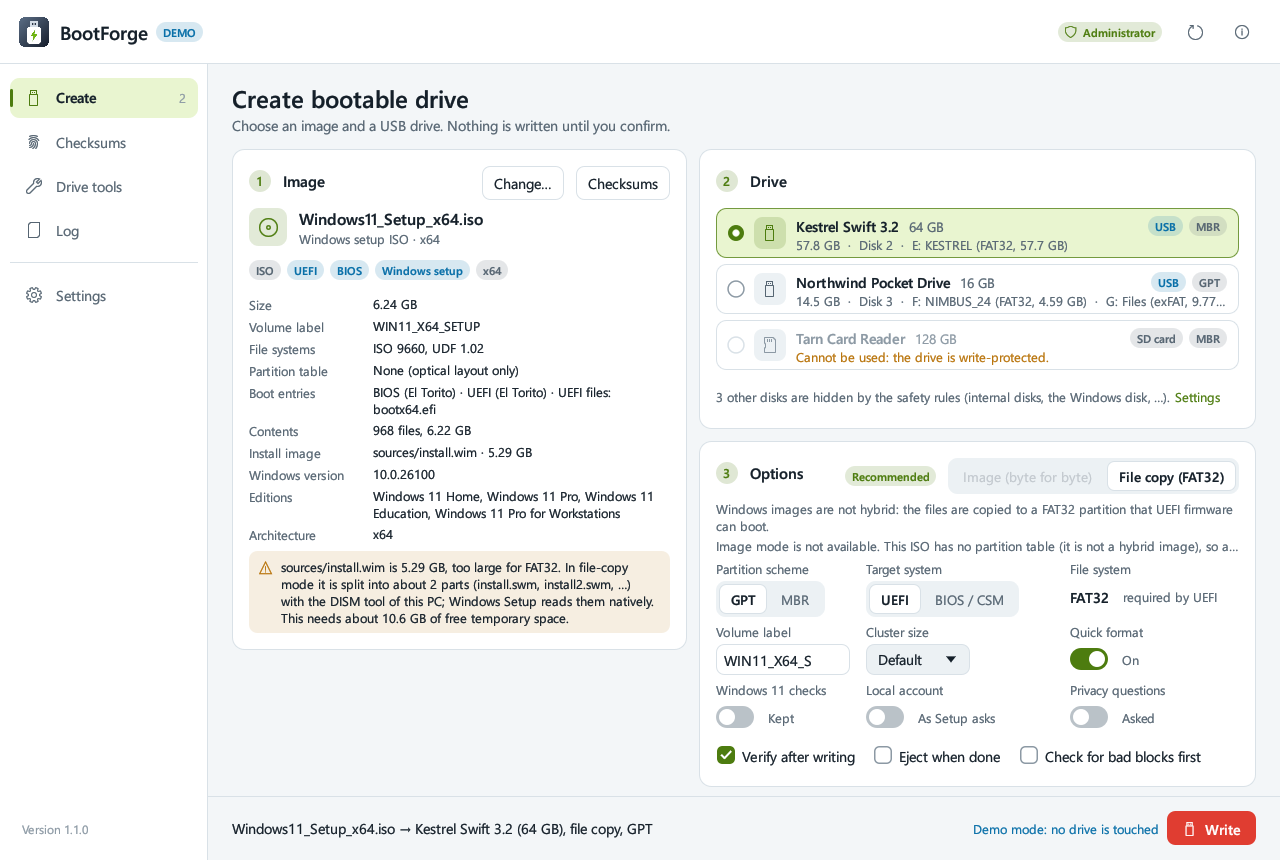 BootForge DEMO
Administrator
Create 2
Checksums
Drive tools
Log
Settings
Version 1.1.0
Create bootable drive
Choose an image and a USB drive. Nothing is written until you confirm.
1 Image
Change...
Checksums
Windows11_Setup_x64.iso
Windows setup ISO · x64
ISO UEFI BIOS Windows setup x64
Size 6.24 GB
Volume label WIN11_X64_SETUP
File systems ISO 9660, UDF 1.02
Partition table None (optical layout only)
Boot entries BIOS (El Torito) · UEFI (El Torito) · UEFI files:
bootx64.efi
Contents 968 files, 6.22 GB
Install image sources/install.wim · 5.29 GB
Windows version 10.0.26100
Editions Windows 11 Home, Windows 11 Pro, Windows 11
Education, Windows 11 Pro for Workstations
Architecture x64
sources/install.wim is 5.29 GB, too large for FAT32. In file-copy
mode it is split into about 2 parts (install.swm, install2.swm, ...)
with the DISM tool of this PC; Windows Setup reads them natively.
This needs about 10.6 GB of free temporary space.
2 Drive
Kestrel Swift 3.2 64 GB USB MBR
57.8 GB · Disk 2 · E: KESTREL (FAT32, 57.7 GB)
Northwind Pocket Drive 16 GB USB GPT
14.5 GB · Disk 3 · F: NIMBUS_24 (FAT32, 4.59 GB) · G: Files (exFAT, 9.77...
Tarn Card Reader 128 GB SD card MBR
Cannot be used: the drive is write-protected.
3 other disks are hidden by the safety rules (internal disks, the Windows disk, ...). Settings
3 Options
Recommended
Image (byte for byte) File copy (FAT32)
Windows images are not hybrid: the files are copied to a FAT32 partition that UEFI firmware
can boot.
Image mode is not available. This ISO has no partition table (it is not a hybrid image), so a...
Partition scheme Target system File system
GPT MBR UEFI BIOS / CSM FAT32 required by UEFI
Volume label Cluster size Quick format
WIN11_X64_S Default On
Windows 11 checks Local account Privacy questions
Kept As Setup asks Asked
Verify after writing Eject when done Check for bad blocks first
Windows11_Setup_x64.iso → Kestrel Swift 3.2 (64 GB), file copy, GPT
Demo mode: no drive is touched
Write